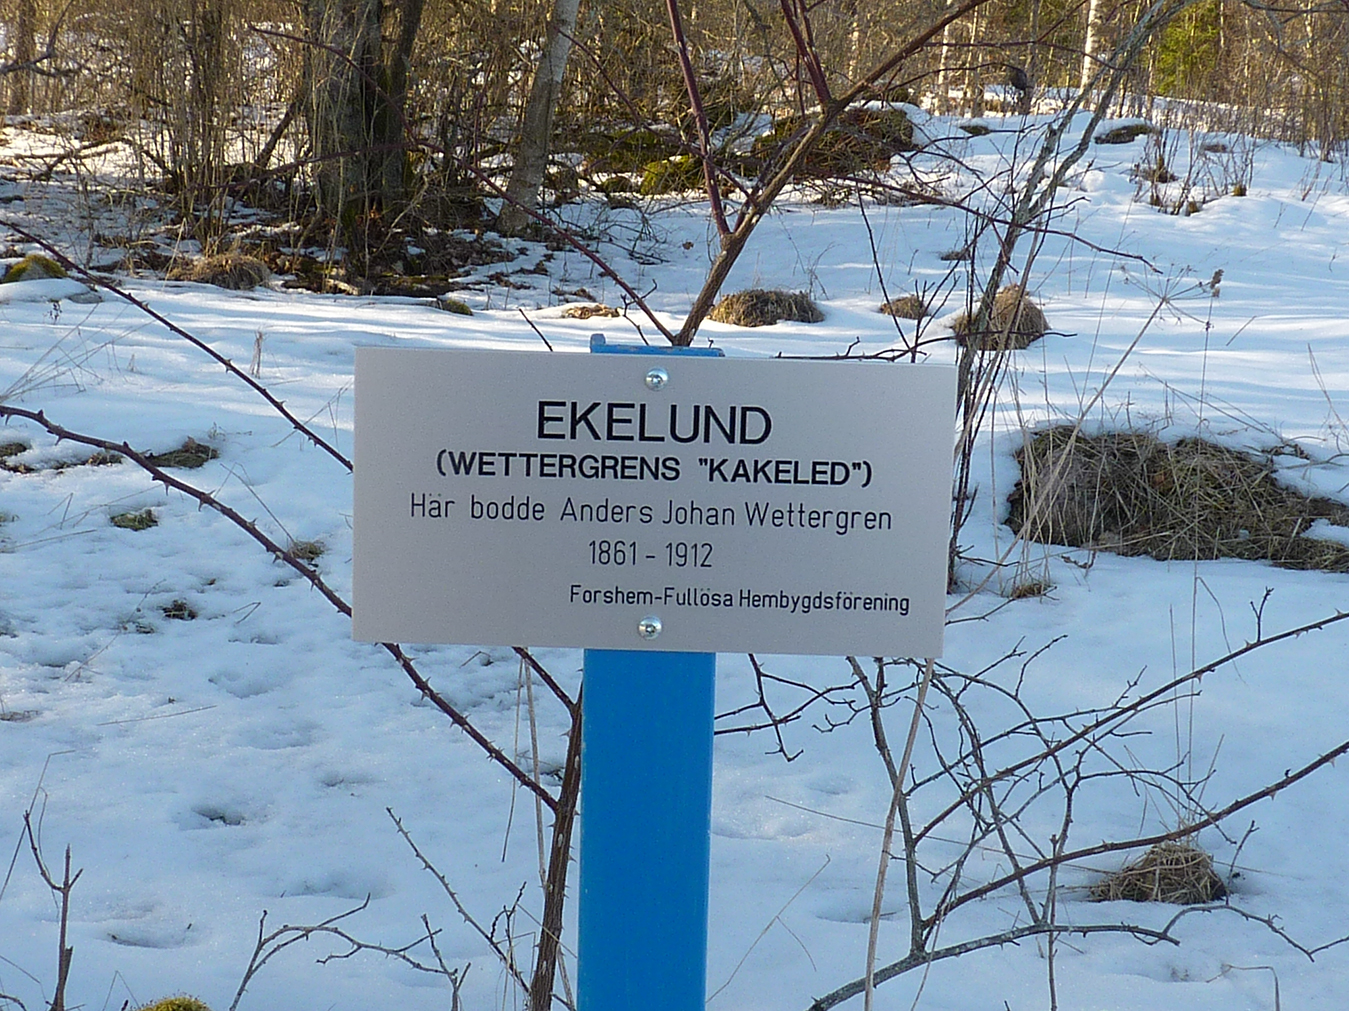 EKELUND
(WETTERGRENS "KAKELED")
Här bodde Anders Johan Wettergren
1861 - 1912
Forshem-Fullösa Hembygdsförening